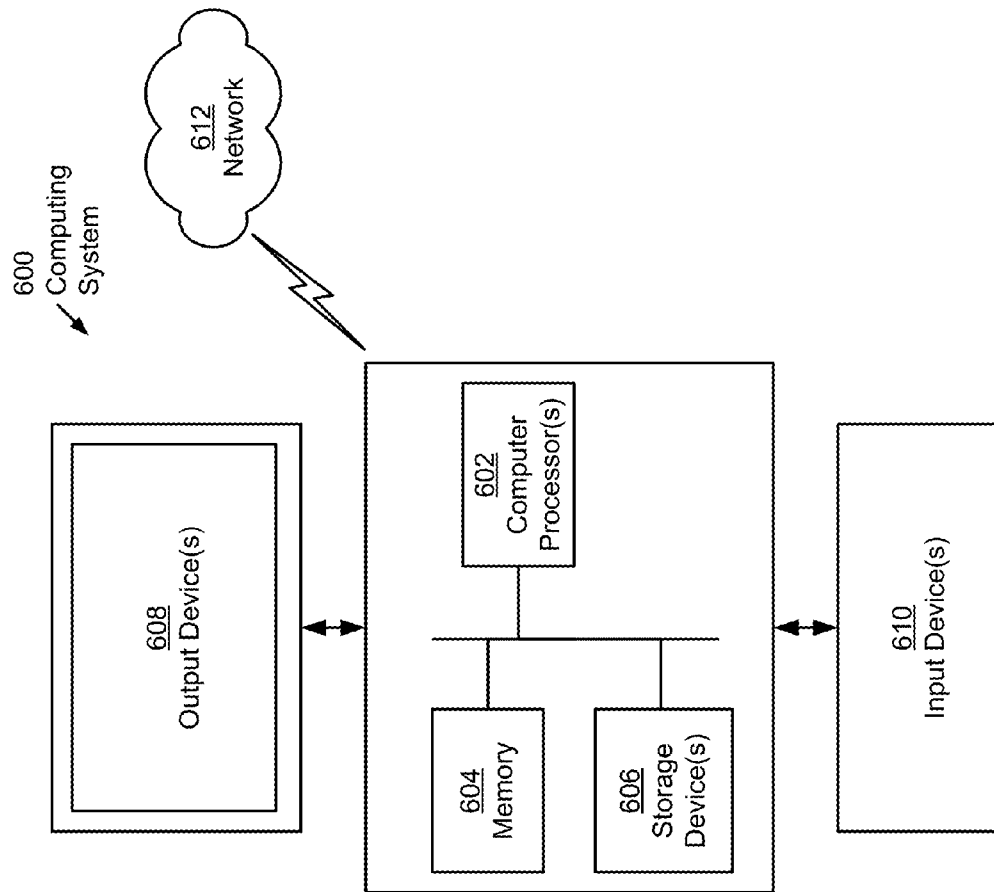 600
Computing
System
612
Network
608
Output Device(s)
602
Computer
Processor(s)
604
Memory
606
Storage
Device(s)
610
Input Device(s)